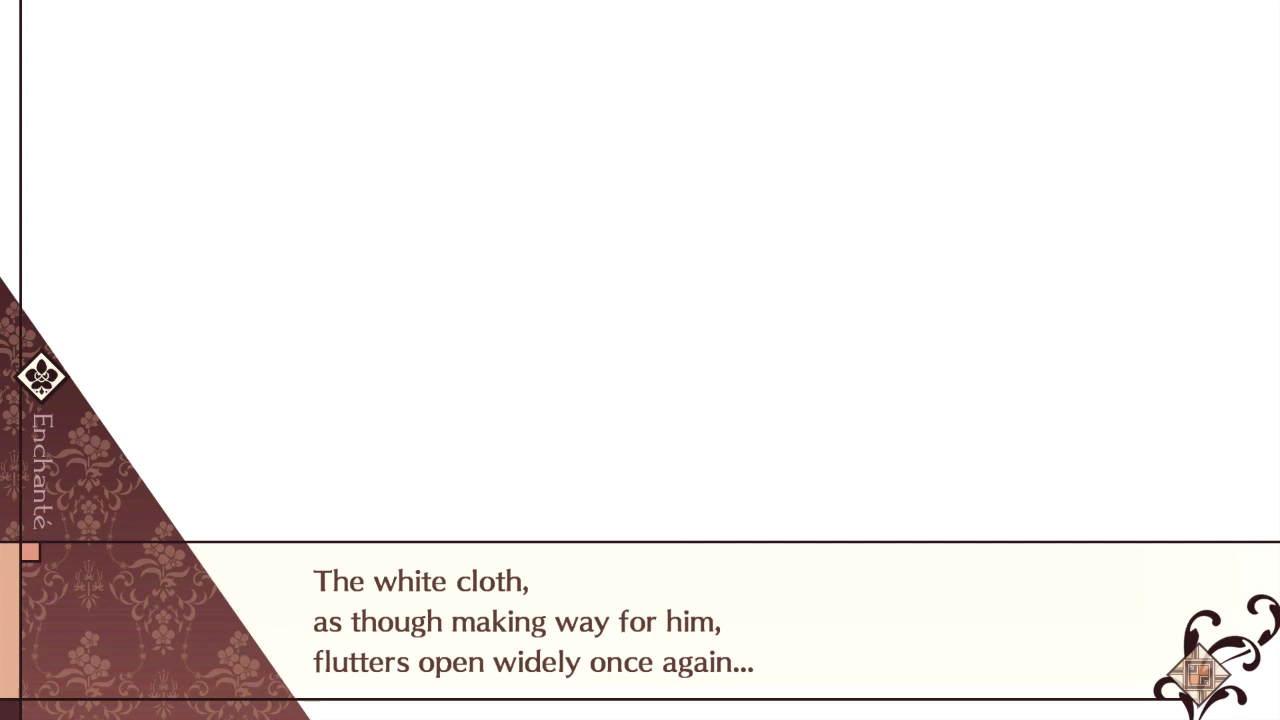 Enchanté
The white cloth,
as though making way for him,
flutters open widely once again...